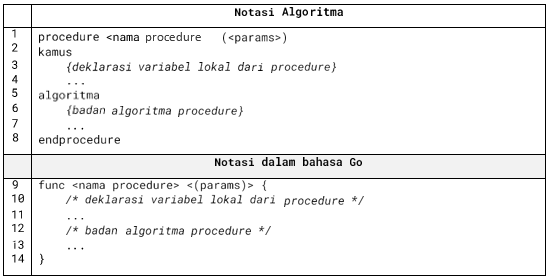 Notasi Algoritma
1 procedure <nama procedure (<params>)
2 kamus
3 {deklarasi variabel lokal dari procedure}
4 ...
5 algoritma
6 {badan algoritma procedure}
7 ...
8 endprocedure
Notasi dalam bahasa Go
9 func <nama procedure> <(params)> {
10 /* deklarasi variabel lokal dari procedure */
11 ...
12 /* badan algoritma procedure */
13 ...
14 }